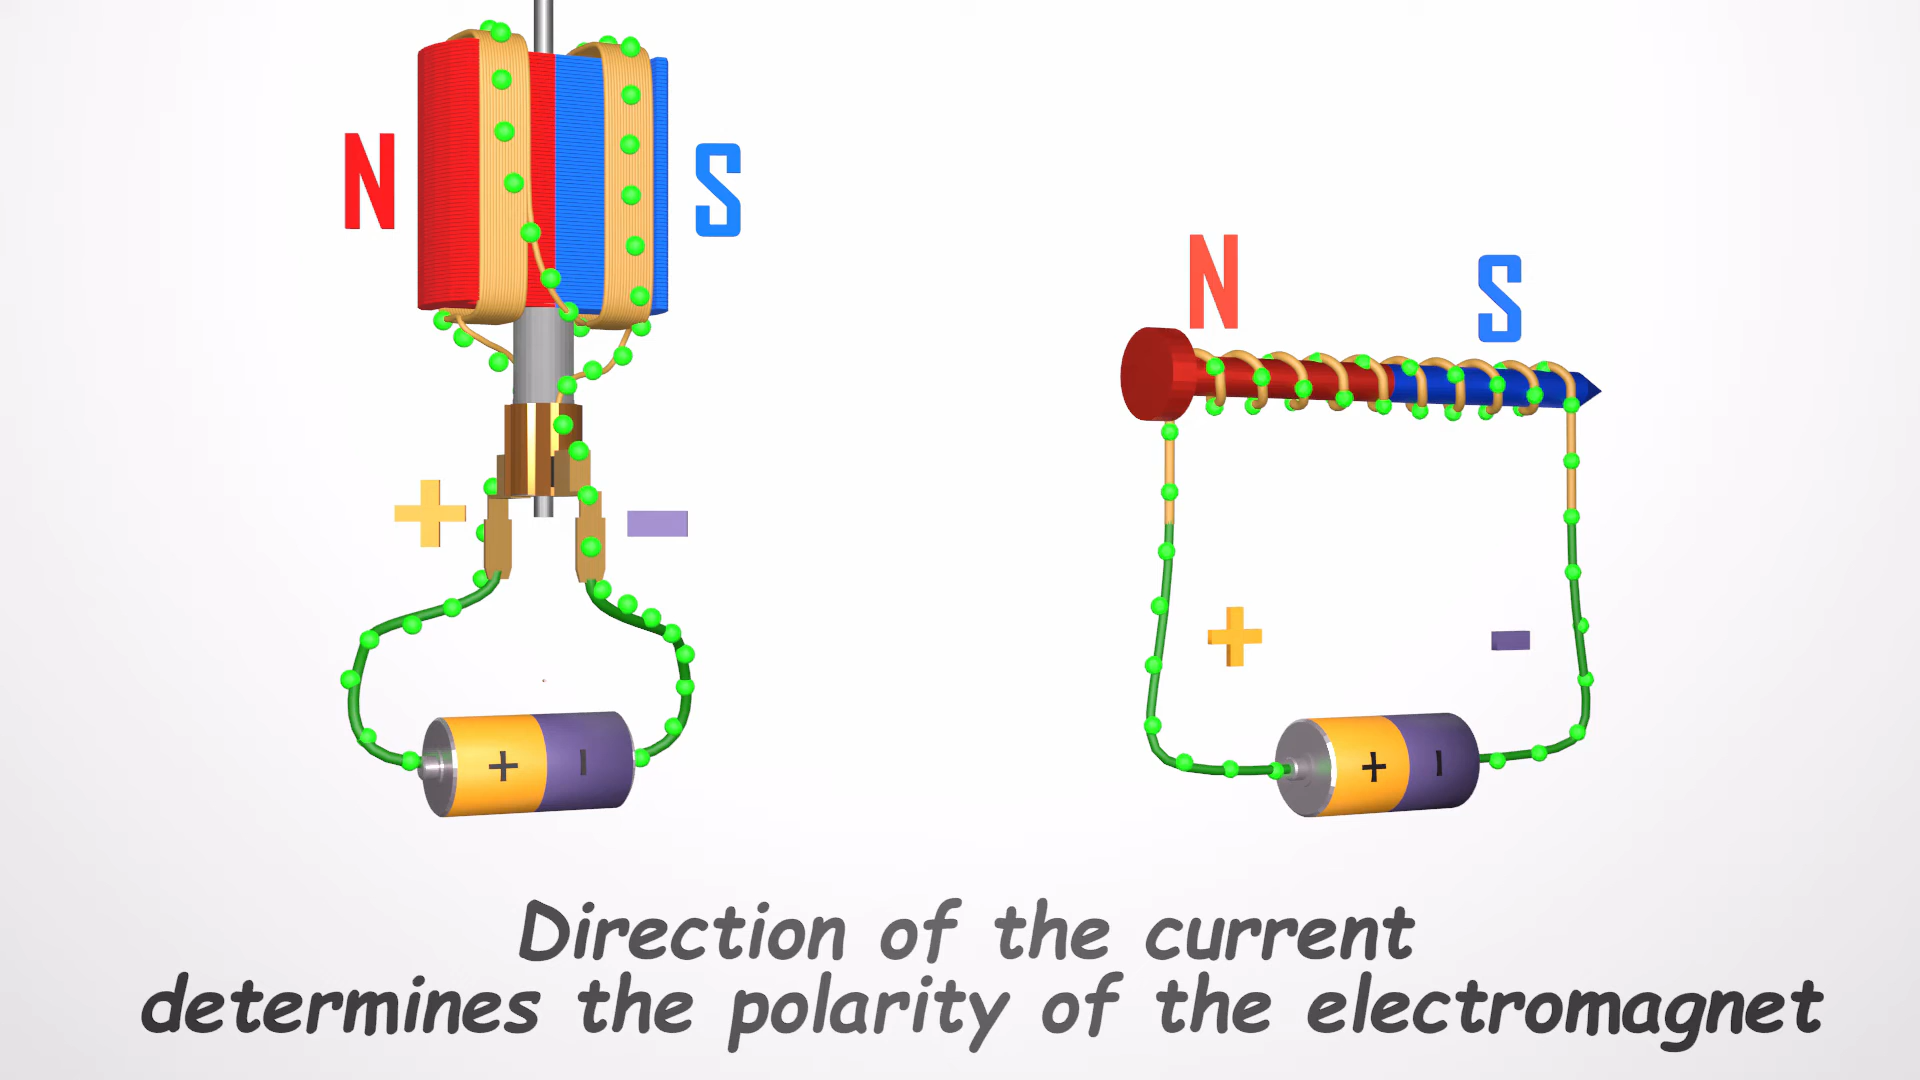 N
S
N
S
+
−
+
−
+ −
+ −
Direction of the current
determines the polarity of the electromagnet